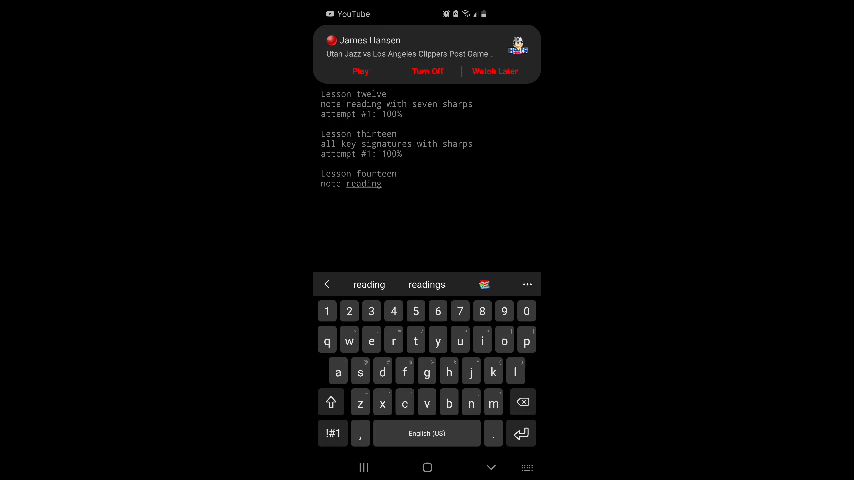 YouTube
James Hansen
Utah Jazz vs Los Angeles Clippers Post Game...
Play
Turn Off
Watch Later
Lesson twelve
note reading with seven sharps
attempt #1: 100%
Lesson thirteen
all key signatures with sharps
attempt #1: 100%
Lesson fourteen
note reading
reading
readings
1 2 3 4 5 6 7 8 9 0
q w e r t y u i o p
a s d f g h j k l
z x c v b n m
!#1 , English (US) .